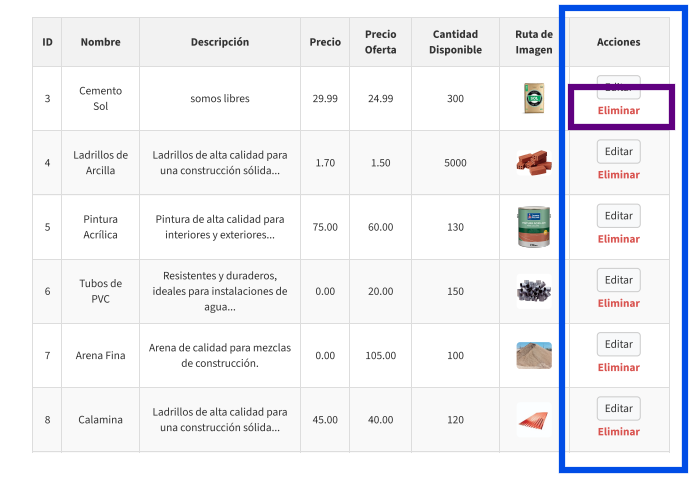 ID
Nombre
Descripción
Precio
Precio
Oferta
Cantidad
Disponible
Ruta de
Imagen
Acciones
3
Cemento
Sol
somos libres
29.99
24.99
300
Editar
Eliminar
4
Ladrillos de
Arcilla
Ladrillos de alta calidad para
una construcción sólida...
1.70
1.50
5000
Editar
Eliminar
5
Pintura
Acrílica
Pintura de alta calidad para
interiores y exteriores...
75.00
60.00
130
Editar
Eliminar
6
Tubos de
PVC
Resistentes y duraderos,
ideales para instalaciones de
agua...
0.00
20.00
150
Editar
Eliminar
7
Arena Fina
Arena de calidad para mezclas
de construcción.
0.00
105.00
100
Editar
Eliminar
8
Calamina
Ladrillos de alta calidad para
una construcción sólida...
45.00
40.00
120
Editar
Eliminar